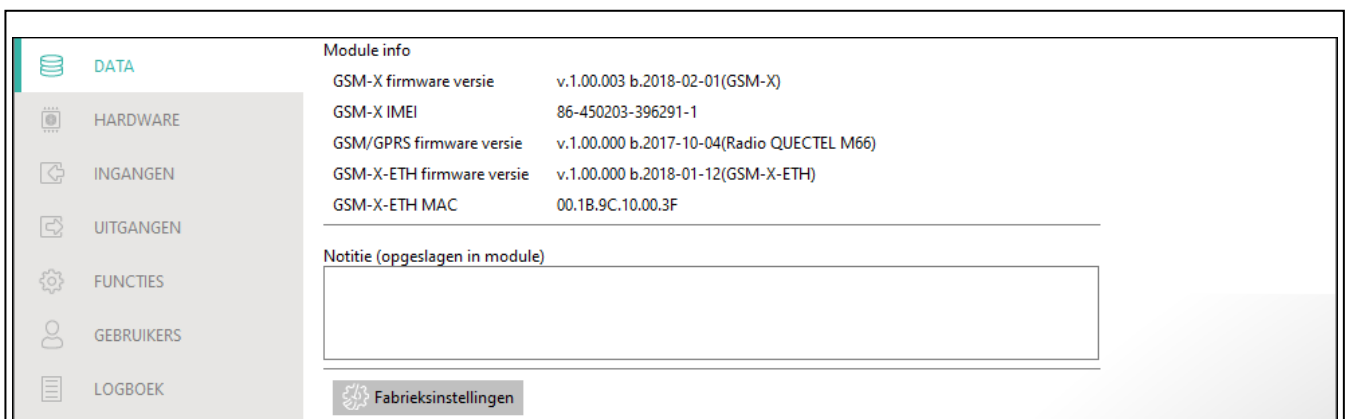 DATA
HARDWARE
INGANGEN
UITGANGEN
FUNCTIES
GEBRUIKERS
LOGBOEK
Module info
GSM-X firmware versie v.1.00.003 b.2018-02-01(GSM-X)
GSM-X IMEI 86-450203-396291-1
GSM/GPRS firmware versie v.1.00.000 b.2017-10-04(Radio QUECTEL M66)
GSM-X-ETH firmware versie v.1.00.000 b.2018-01-12(GSM-X-ETH)
GSM-X-ETH MAC 00.1B.9C.10.00.3F
Notitie (opgeslagen in module)
Fabrieksinstellingen